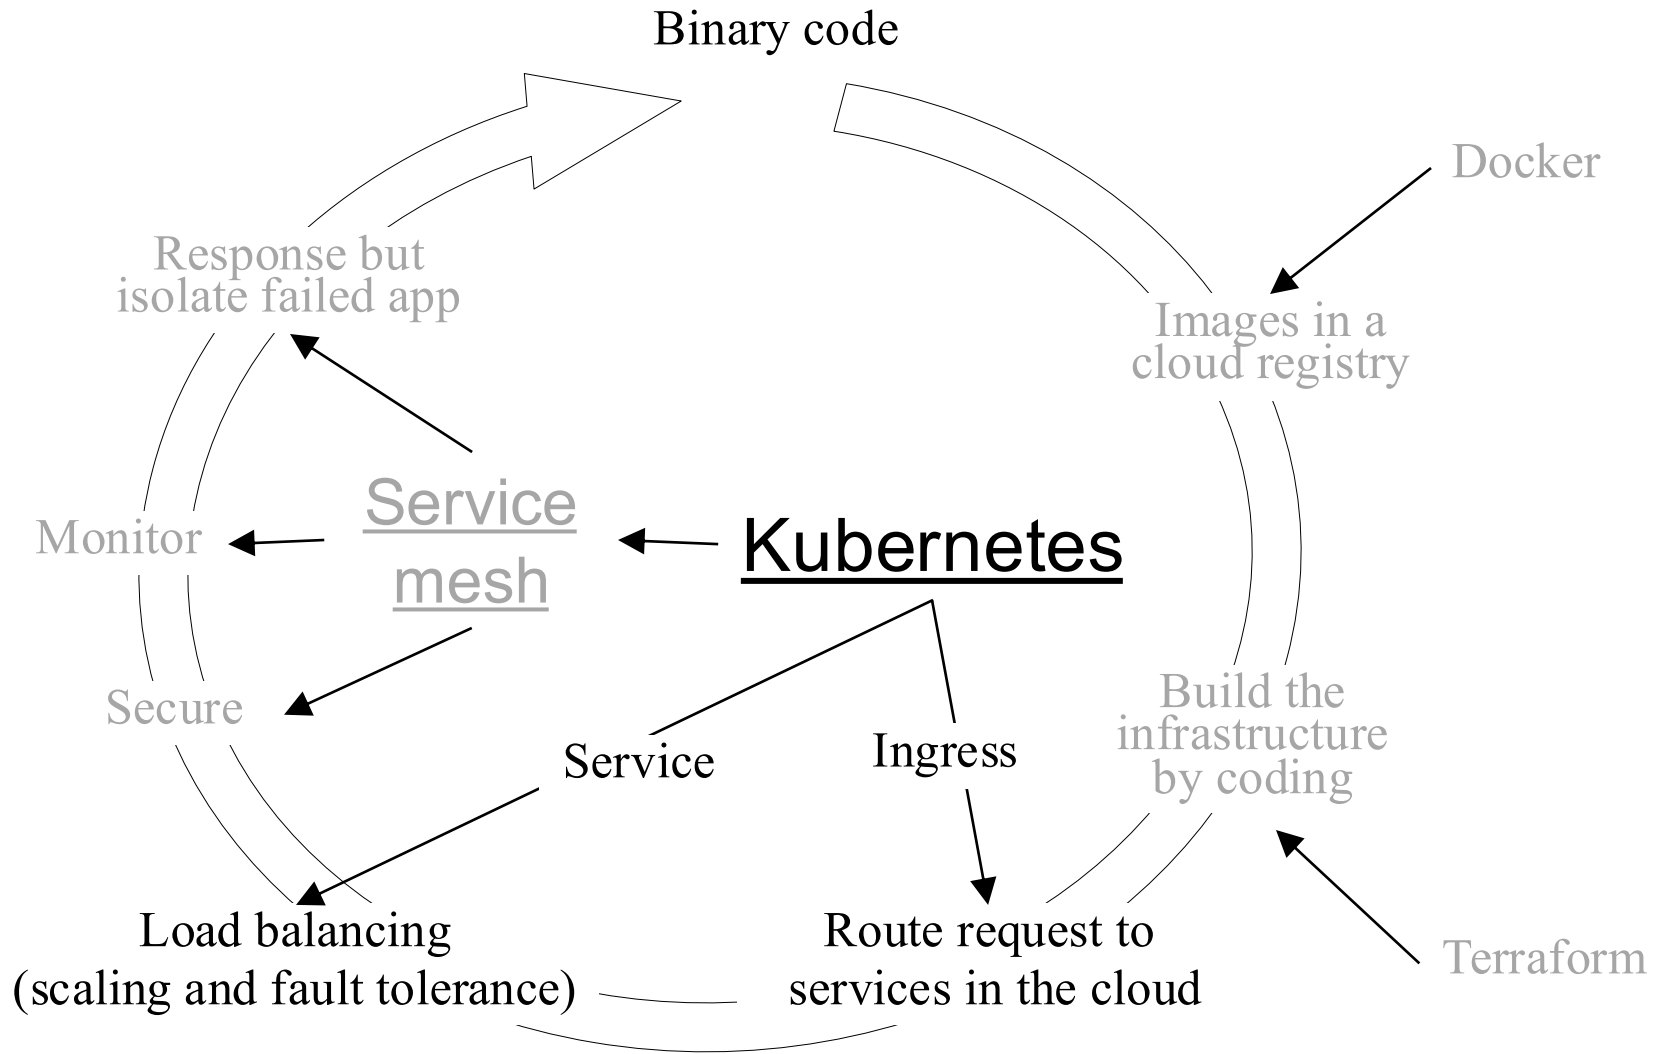 Binary code
Docker
Response but
isolate failed app
Images in a
cloud registry
Service
mesh
Monitor
Kubernetes
Secure
Build the
infrastructure
by coding
Service
Ingress
Load balancing
(scaling and fault tolerance)
Route request to
services in the cloud
Terraform